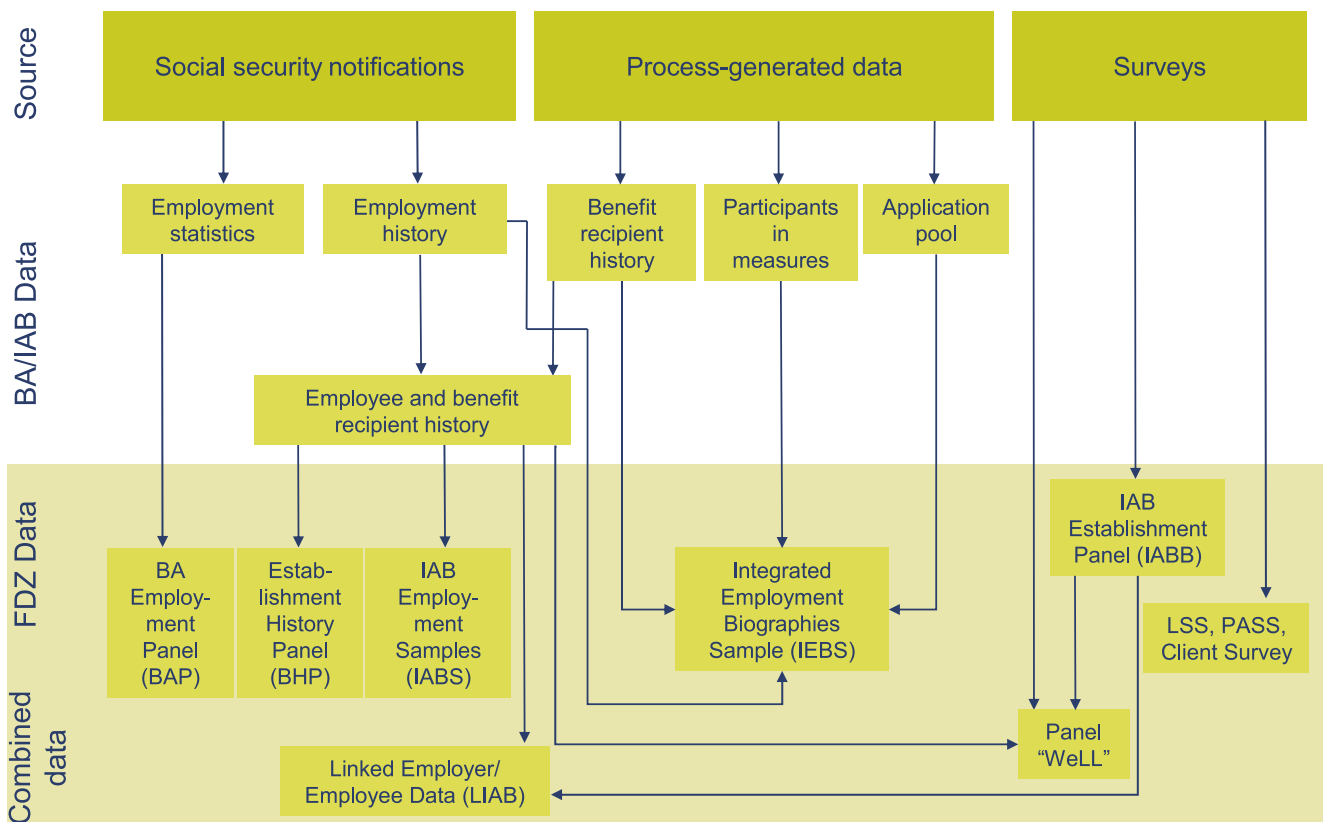 Source
Social security notifications
Process-generated data
Surveys
BA/IAB Data
Employment
statistics
Employment
history
Benefit
recipient
history
Participants
in
measures
Application
pool
Employee and benefit
recipient history
FDZ Data
BA
Employ-
ment
Panel
(BAP)
Estab-
lishment
History
Panel
(BHP)
IAB
Employ-
ment
Samples
(IABS)
Integrated
Employment
Biographies
Sample (IEBS)
IAB
Establishment
Panel (IABB)
LSS, PASS,
Client Survey
Combined
data
Linked Employer/
Employee Data (LIAB)
Panel
“WeLL”